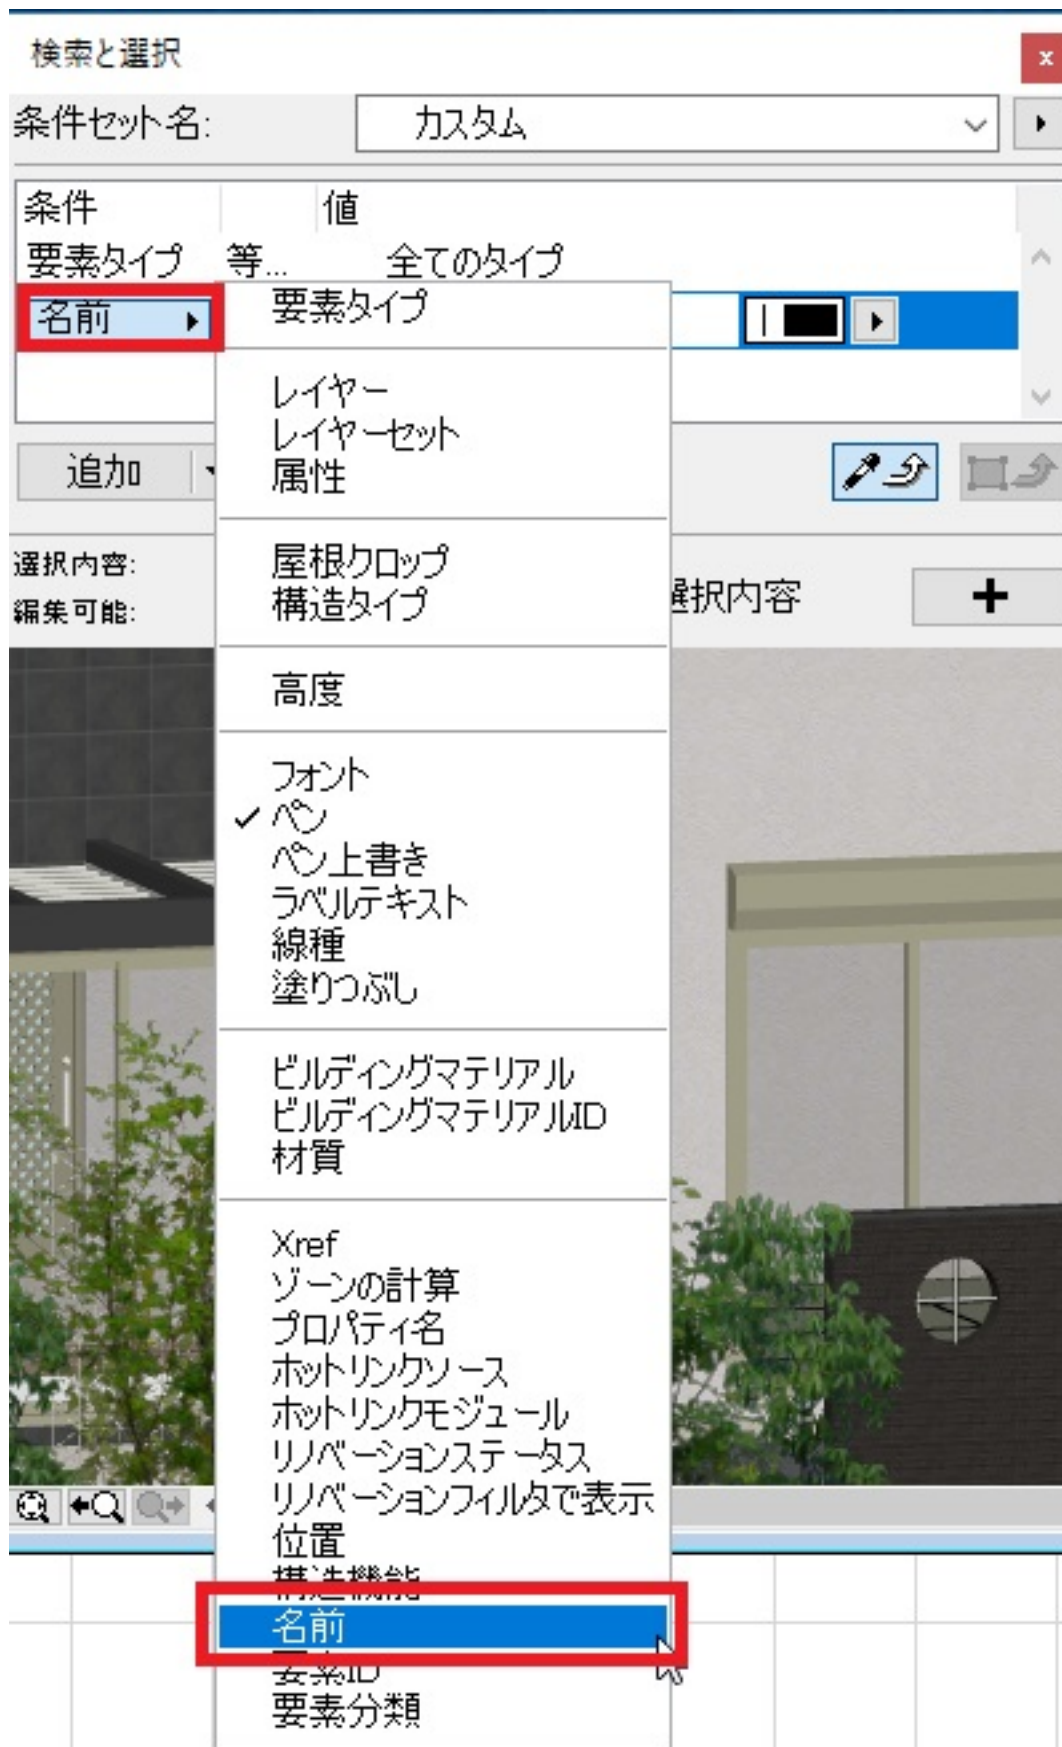 検索と選択
x
条件セット名:
カスタム
条件 値
要素タイプ 等... 全てのタイプ
名前
要素タイプ
レイヤー
レイヤーセット
属性
追加
屋根クロップ
構造タイプ
選択内容:
編集可能:
選択内容
高度
フォント
ペン
ペン上書き
ラベルテキスト
線種
塗りつぶし
ビルディングマテリアル
ビルディングマテリアルID
材質
Xref
ゾーンの計算
プロパティ名
ホットリンクソース
ホットリンクモジュール
リノベーションステータス
リノベーションフィルタで表示
位置
構造機能
名前
要素ID
要素分類